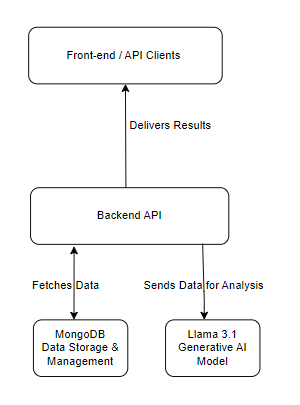 Front-end / API Clients
Delivers Results
Backend API
Fetches Data
Sends Data for Analysis
MongoDB
Data Storage &
Management
Llama 3.1
Generative AI
Model